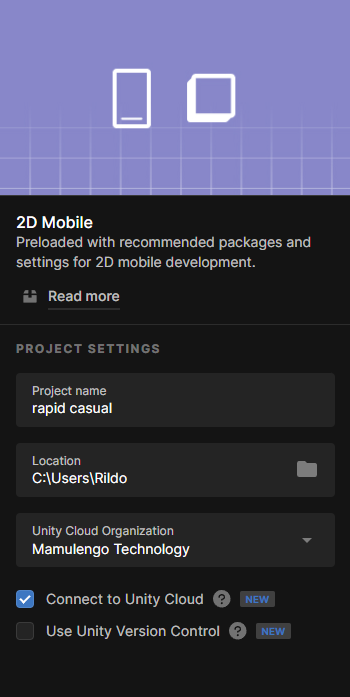 2D Mobile
Preloaded with recommended packages and
settings for 2D mobile development.
Read more
PROJECT SETTINGS
Project name
rapid casual
Location
C:\Users\Rildo
Unity Cloud Organization
Mamulengo Technology
Connect to Unity Cloud ? NEW
Use Unity Version Control ? NEW